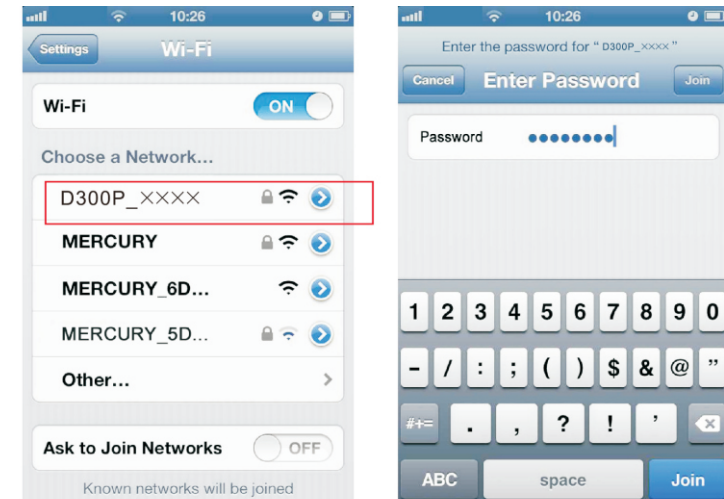 10:26
Settings
Wi-Fi
Wi-Fi
ON
Choose a Network...
D300P_××××
MERCURY
MERCURY_6D...
MERCURY_5D...
Other...
Ask to Join Networks
OFF
Known networks will be joined
10:26
Enter the password for “ D300P_×××× ”
Cancel
Enter Password
Join
Password ●●●●●●●●
1 2 3 4 5 6 7 8 9 0
- / : ; ( ) $ & @ ”
#+= . , ? ! ’
ABC space Join